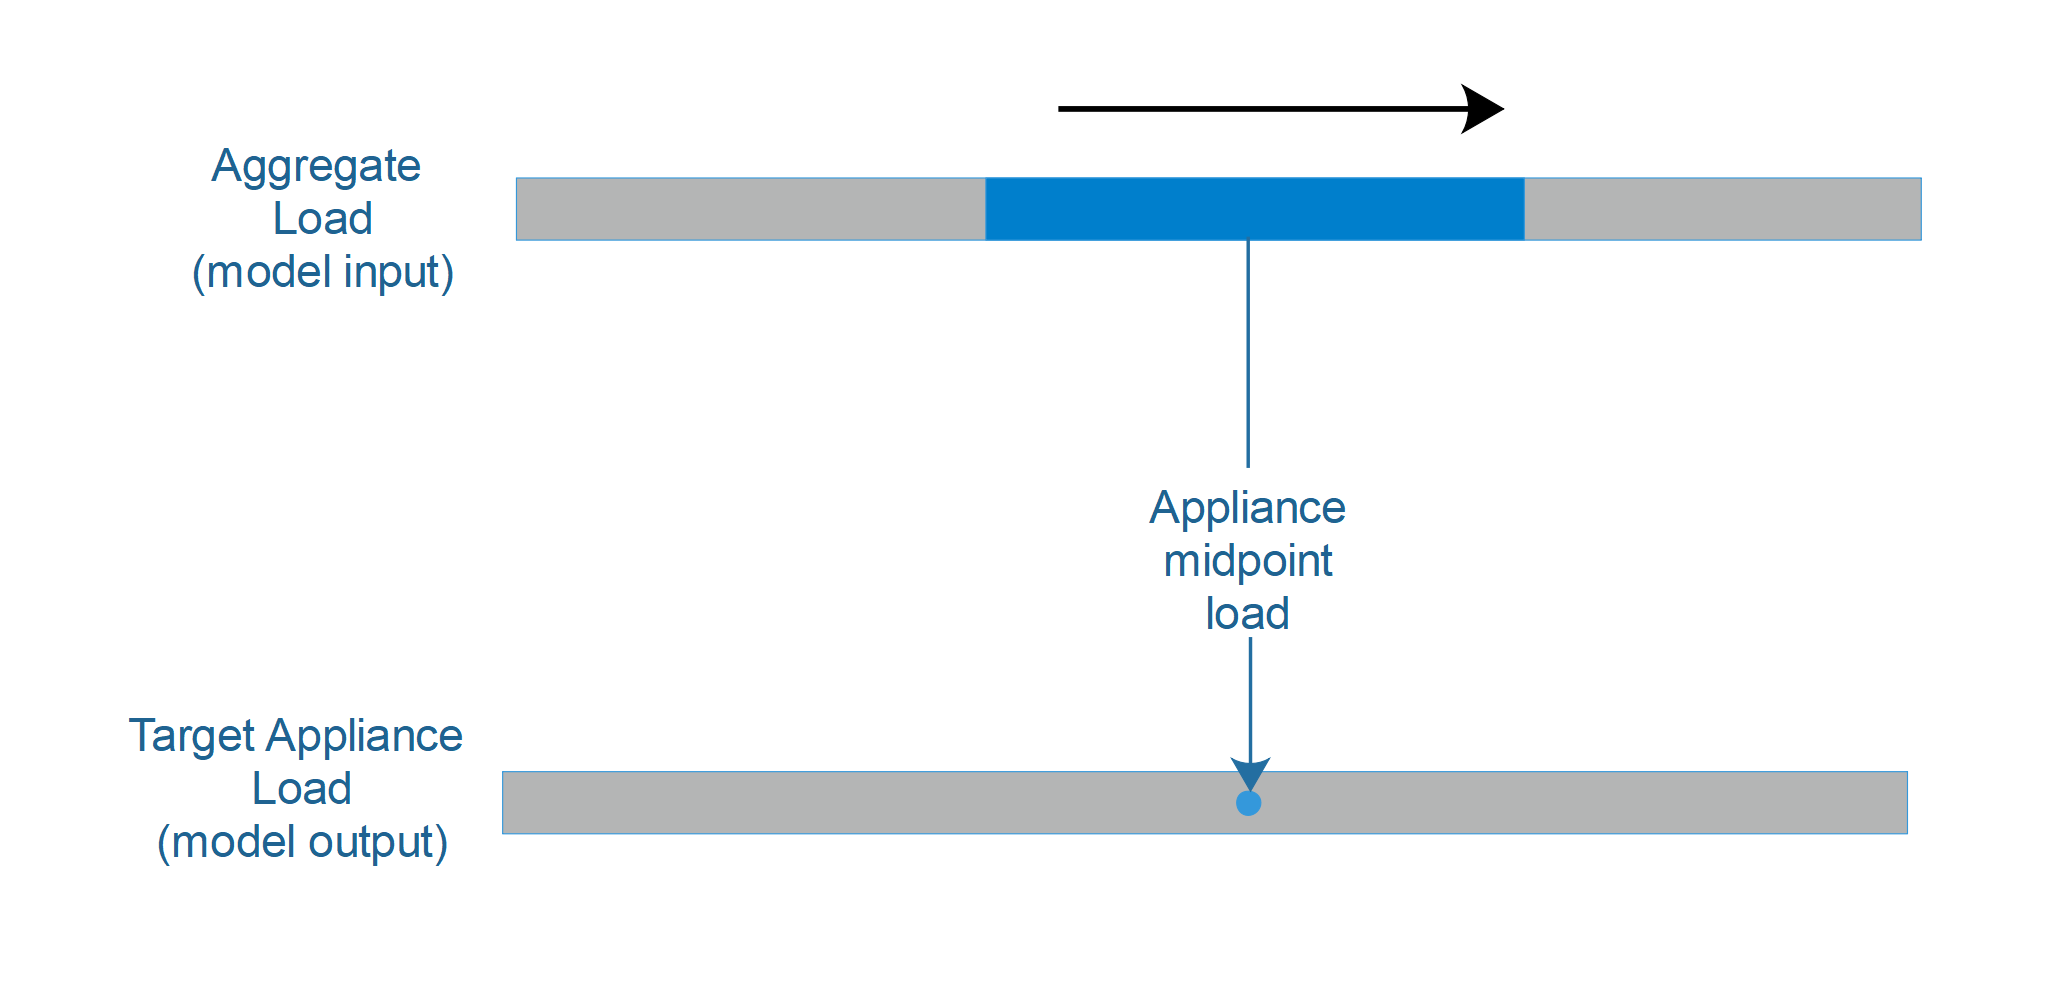 Aggregate
Load
(model input)
Appliance
midpoint
load
Target Appliance
Load
(model output)